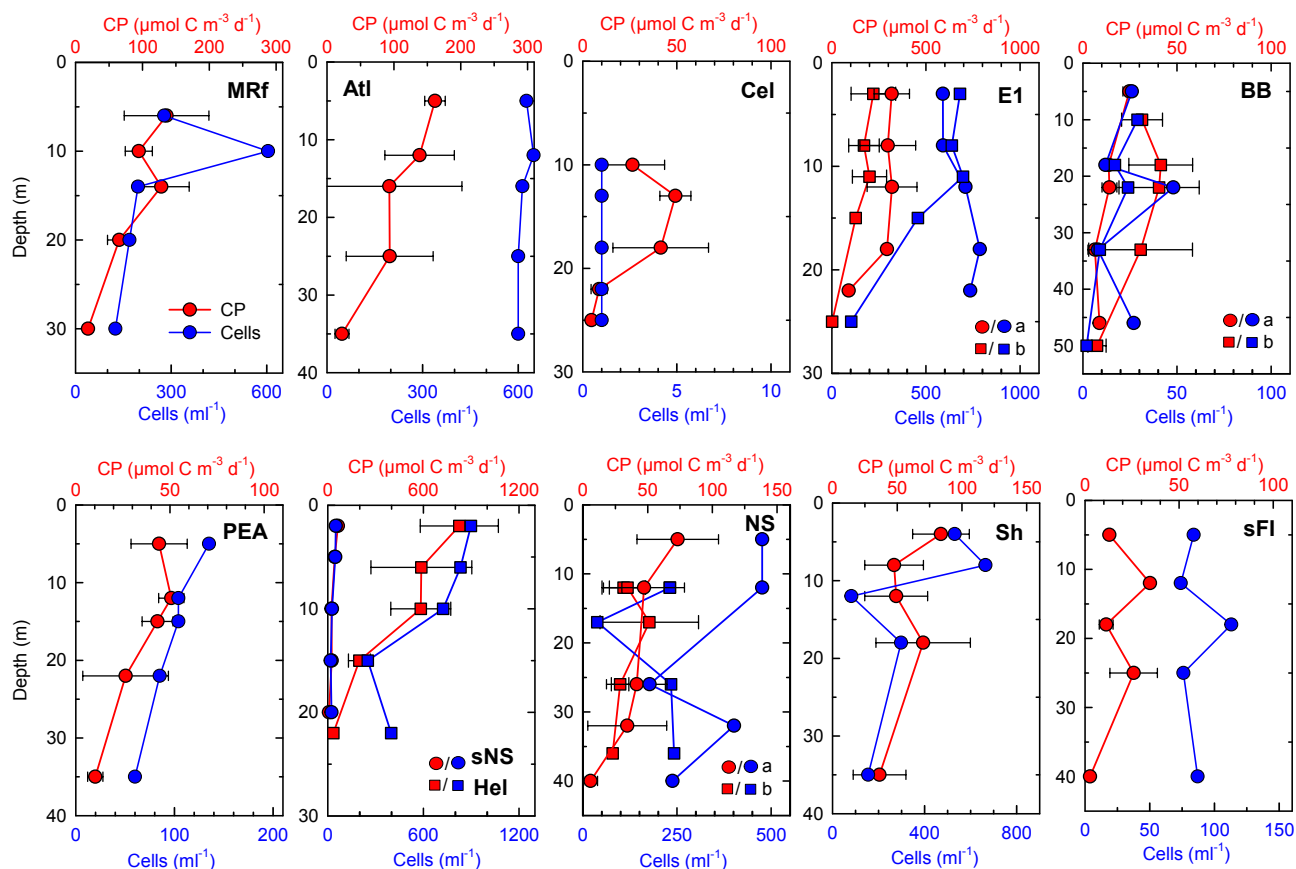 CP (µmol C m-3 d-1)
CP (µmol C m-3 d-1)
CP (µmol C m-3 d-1)
CP (µmol C m-3 d-1)
CP (µmol C m-3 d-1)
0 100 200 300
0 100 200 300
0 50 100
0 500 1000
0 50 100
MRf
Atl
Cel
E1
BB
Depth (m)
0
10
20
30
CP
Cells
0
10
20
30
40
0
10
20
30
0
10
20
30
/ a
/ b
0
10
20
30
40
50
/ a
/ b
0 300 600
0 300 600
0 5 10
0 500 1000
0 50 100
Cells (ml-1)
Cells (ml-1)
Cells (ml-1)
Cells (ml-1)
Cells (ml-1)
CP (µmol C m-3 d-1)
CP (µmol C m-3 d-1)
CP (µmol C m-3 d-1)
CP (µmol C m-3 d-1)
CP (µmol C m-3 d-1)
0 50 100
0 400 800 1200
0 50 100 150
0 50 100 150
0 50 100
PEA
NS
Sh
sFI
Depth (m)
0
10
20
30
40
0
10
20
30
/ sNS
/ Hel
0
10
20
30
40
/ a
/ b
0
10
20
30
40
0
10
20
30
40
0 100 200
0 300 600 900 1200
0 250 500
0 400 800
0 50 100 150
Cells (ml-1)
Cells (ml-1)
Cells (ml-1)
Cells (ml-1)
Cells (ml-1)